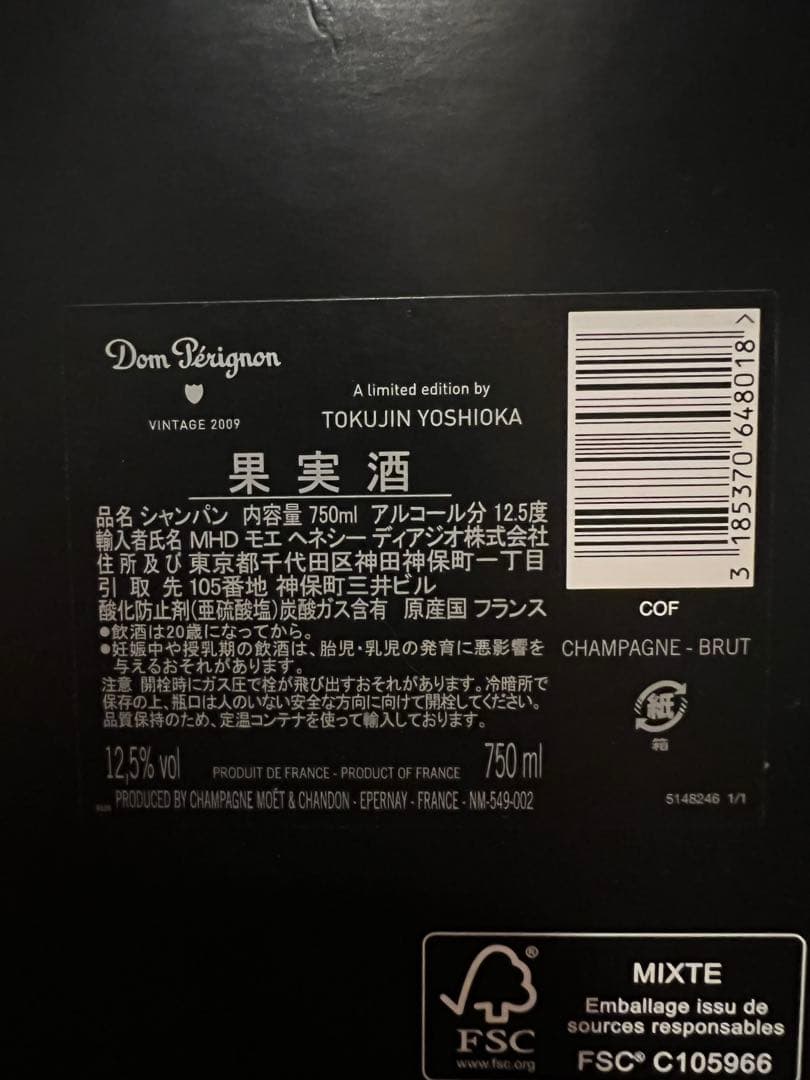 Dom Pérignon
VINTAGE 2009
A limited edition by
TOKUJIN YOSHIOKA
果実酒
品名 シャンパン 内容量 750ml アルコール分 12.5度
輸入者氏名 MHD モエ ヘネシー ディアジオ株式会社
住所及び 東京都千代田区神田神保町一丁目
引取先 105番地 神保町三井ビル
酸化防止剤(亜硫酸塩)炭酸ガス含有 原産国 フランス
●飲酒は20歳になってから。
●妊娠中や授乳期の飲酒は、胎児・乳児の発育に悪影響を
与えるおそれがあります。
注意 開栓時にガス圧で栓が飛び出すおそれがあります。冷暗所で
保存の上、瓶口は人のいない安全な方向に向けて開栓してください。
品質保持のため、定温コンテナを使って輸入しております。
12,5% vol PRODUIT DE FRANCE - PRODUCT OF FRANCE 750 ml
PRODUCED BY CHAMPAGNE MOËT & CHANDON - EPERNAY - FRANCE - NM-549-002
3 185370 648018 >
COF
CHAMPAGNE - BRUT
紙
箱
5148246 1/1
FSC®
www.fsc.org
MIXTE
Emballage issu de
sources responsables
FSC® C105966